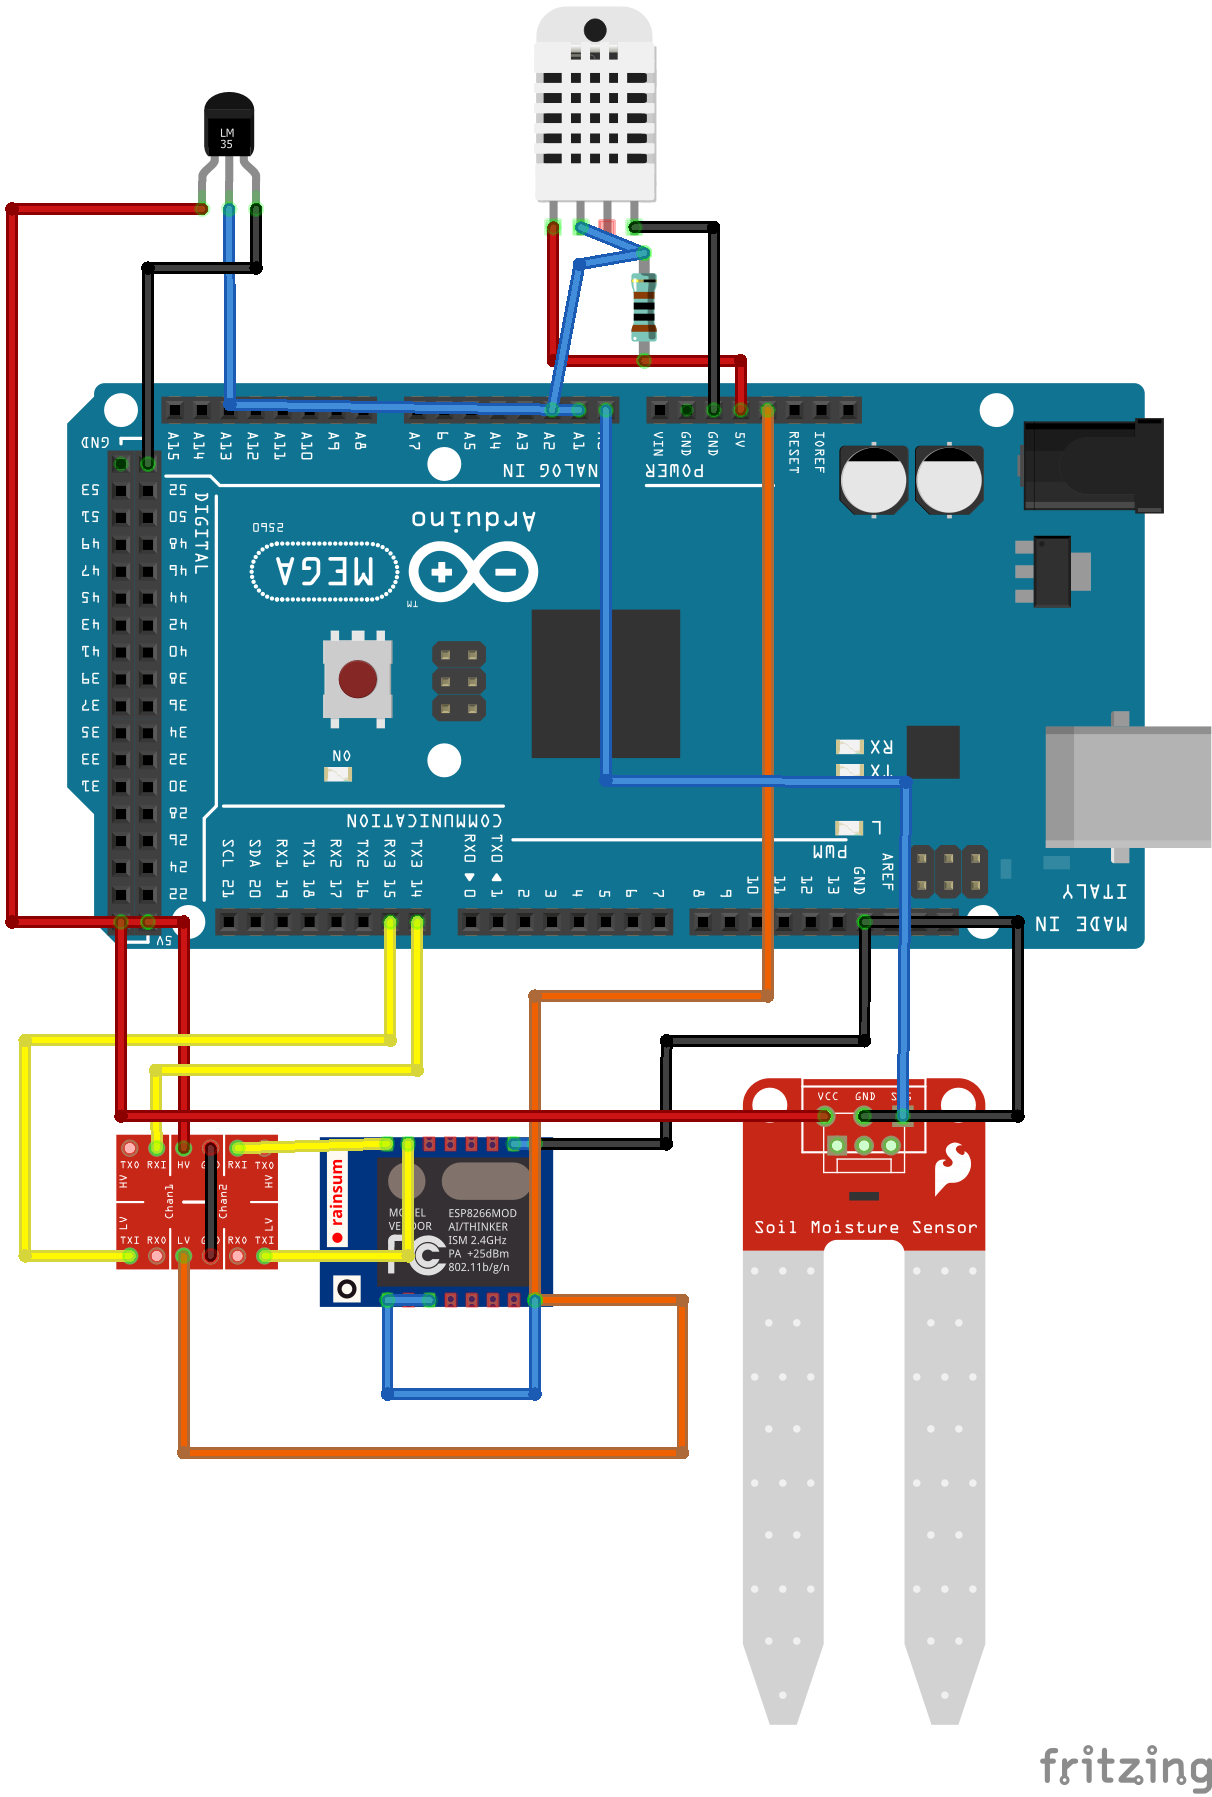 LM
35
A15
A14
A13
A12
A11
A10
A9
A8
A7
A5
A4
A3
A2
A1
VIN
GND
GND
5V
RESET
IOREF
GND
ANALOG IN
POWER
53
52
51
50
49
48
47
46
45
44
43
42
41
40
39
38
37
36
35
34
33
32
31
30
28
26
24
22
5V
DIGITAL
2560
Arduino
MEGA
TM
ON
RX
TX
L
COMMUNICATION
PWM
SCL 21
SDA 20
RX1 19
TX1 18
RX2 17
TX2 16
RX3 15
TX3 14
RX0 0
TX0 1
2
3
4
5
6
7
8
9
10
11
12
13
GND
AREF
MADE IN
ITALY
TXO
RXI
HV
RXI
TXO
HV
HV
Chan1
Chan2
LV
LV
TXI
RXO
LV
RXO
TXI
rainsum
ESP8266MOD
AI/THINKER
ISM 2.4GHz
PA +25dBm
802.11b/g/n
FC
VCC
GND
SIG
Soil Moisture Sensor
fritzing